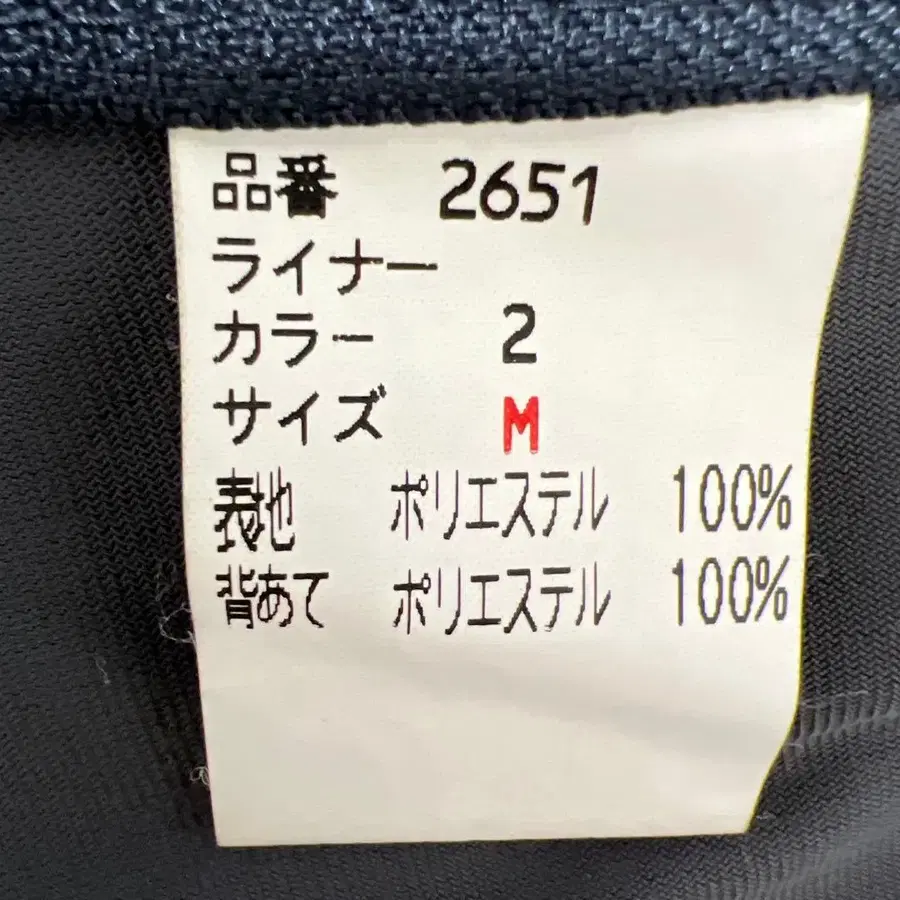 品番 2651
ライナー
カラー 2
サイズ M
表地 ポリエステル 100%
背あて ポリエステル 100%